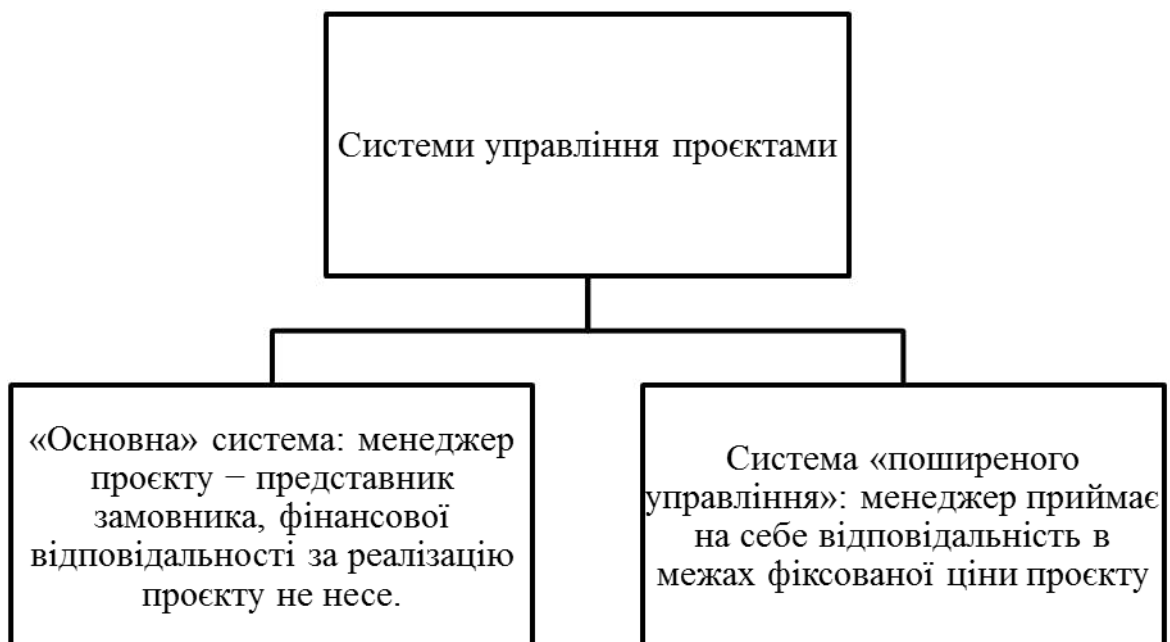 Системи управління проєктами
«Основна» система: менеджер
проєкту − представник
замовника, фінансової
відповідальності за реалізацію
проєкту не несе.
Система «поширеного
управління»: менеджер приймає
на себе відповідальність в
межах фіксованої ціни проєкту